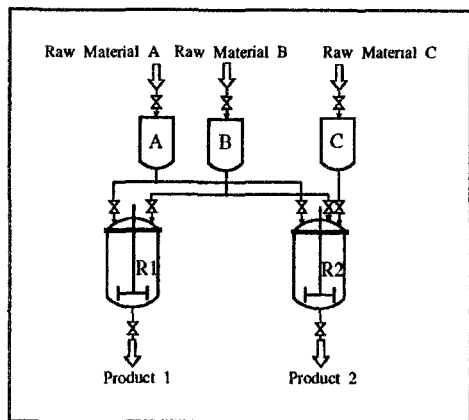 Raw Material A Raw Material B Raw Material C
A B C
R1 R2
Product 1 Product 2